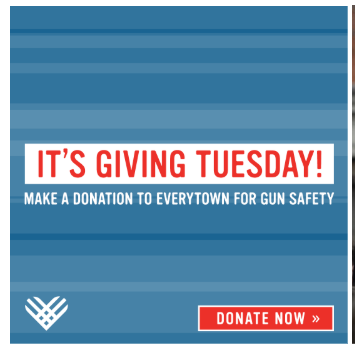 IT'S GIVING TUESDAY!
MAKE A DONATION TO EVERYTOWN FOR GUN SAFETY
DONATE NOW »